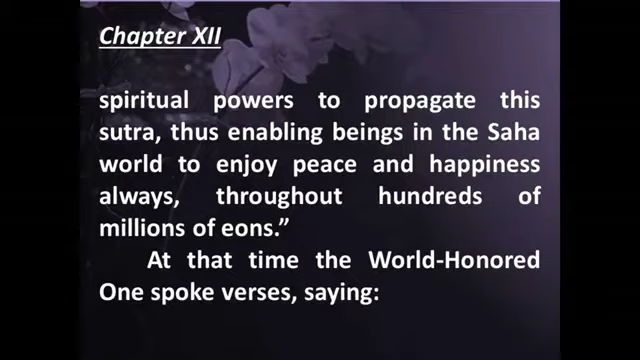 Chapter XII
spiritual powers to propagate this
sutra, thus enabling beings in the Saha
world to enjoy peace and happiness
always, throughout hundreds of
millions of eons.”
At that time the World-Honored
One spoke verses, saying: